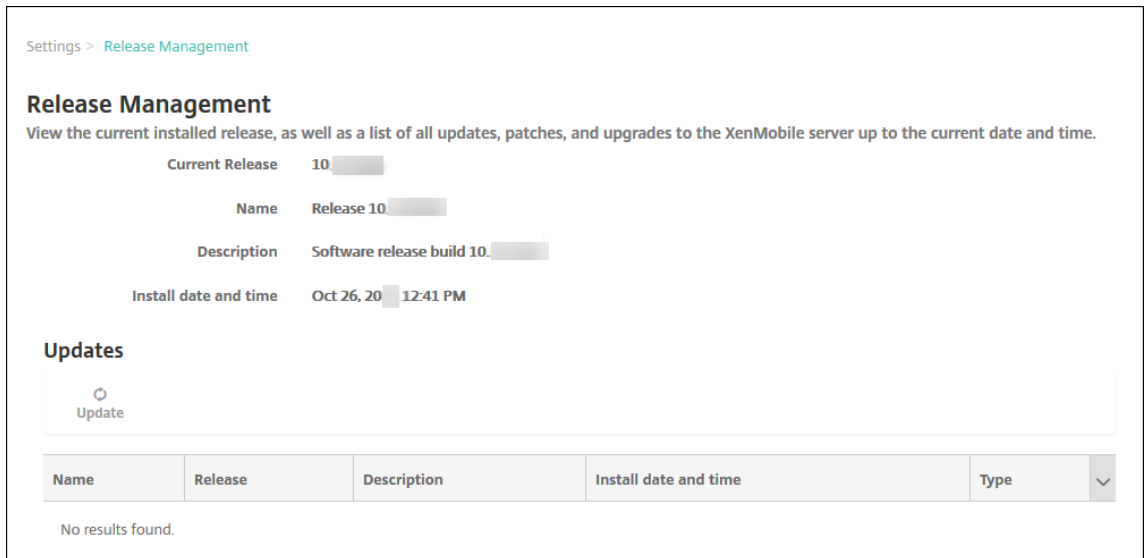 Settings > Release Management
Release Management
View the current installed release, as well as a list of all updates, patches, and upgrades to the XenMobile server up to the current date and time.
Current Release 10.
Name Release 10.
Description Software release build 10.
Install date and time Oct 26, 20 12:41 PM
Updates
Update
Name Release Description Install date and time Type
No results found.